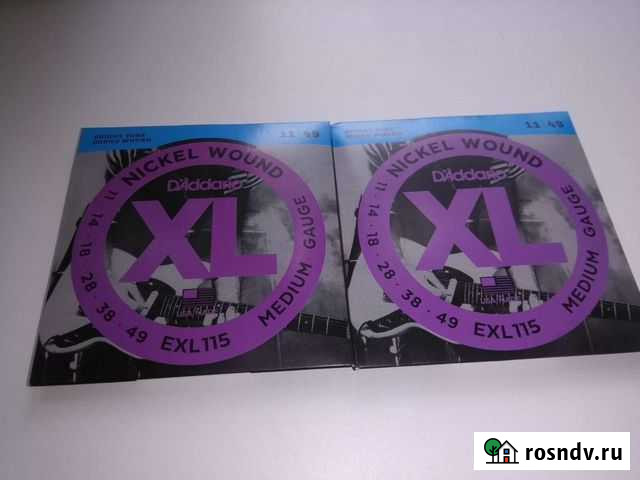 11 49
NICKEL WOUND
D'Addario
XL
11 · 14 · 18 · 28 · 38 · 49
EXL115
MEDIUM GAUGE
11 49
NICKEL WOUND
D'Addario
XL
11 · 14 · 18 · 28 · 38 · 49
EXL115
MEDIUM GAUGE
rosndv.ru